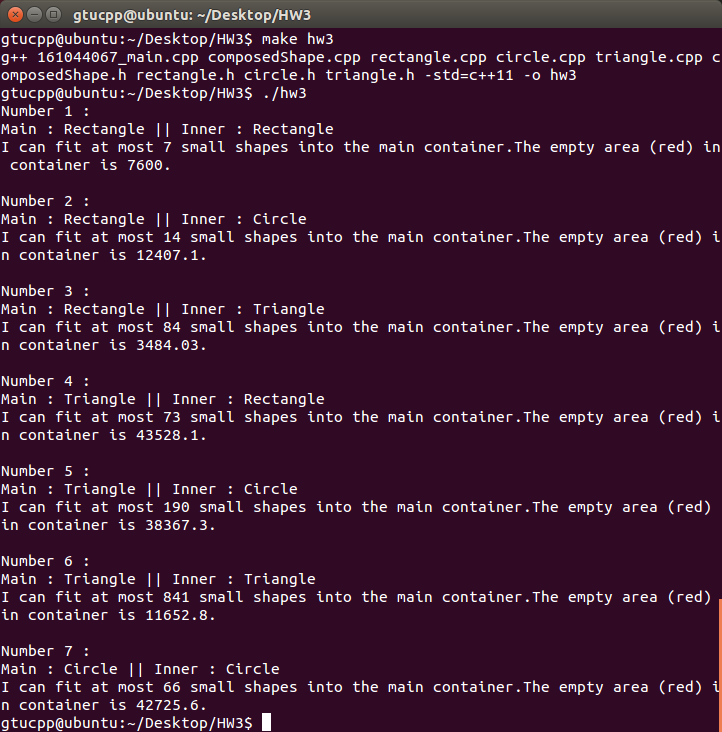 gtucpp@ubuntu: ~/Desktop/HW3
gtucpp@ubuntu:~/Desktop/HW3$ make hw3
g++ 161044067_main.cpp composedShape.cpp rectangle.cpp circle.cpp triangle.cpp c
omposedShape.h rectangle.h circle.h triangle.h -std=c++11 -o hw3
gtucpp@ubuntu:~/Desktop/HW3$ ./hw3
Number 1 :
Main : Rectangle || Inner : Rectangle
I can fit at most 7 small shapes into the main container.The empty area (red) in
 container is 7600.
Number 2 :
Main : Rectangle || Inner : Circle
I can fit at most 14 small shapes into the main container.The empty area (red) i
n container is 12407.1.
Number 3 :
Main : Rectangle || Inner : Triangle
I can fit at most 84 small shapes into the main container.The empty area (red) i
n container is 3484.03.
Number 4 :
Main : Triangle || Inner : Rectangle
I can fit at most 73 small shapes into the main container.The empty area (red) i
n container is 43528.1.
Number 5 :
Main : Triangle || Inner : Circle
I can fit at most 190 small shapes into the main container.The empty area (red) 
in container is 38367.3.
Number 6 :
Main : Triangle || Inner : Triangle
I can fit at most 841 small shapes into the main container.The empty area (red) 
in container is 11652.8.
Number 7 :
Main : Circle || Inner : Circle
I can fit at most 66 small shapes into the main container.The empty area (red) i
n container is 42725.6.
gtucpp@ubuntu:~/Desktop/HW3$